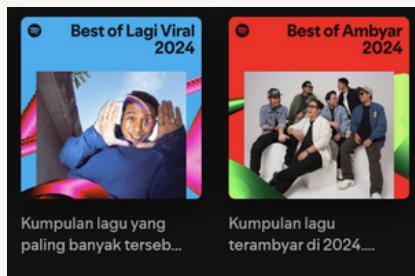 Best of Lagi Viral
2024
Kumpulan lagu yang
paling banyak terseb...
Best of Ambyar
2024
Kumpulan lagu
terambyar di 2024....